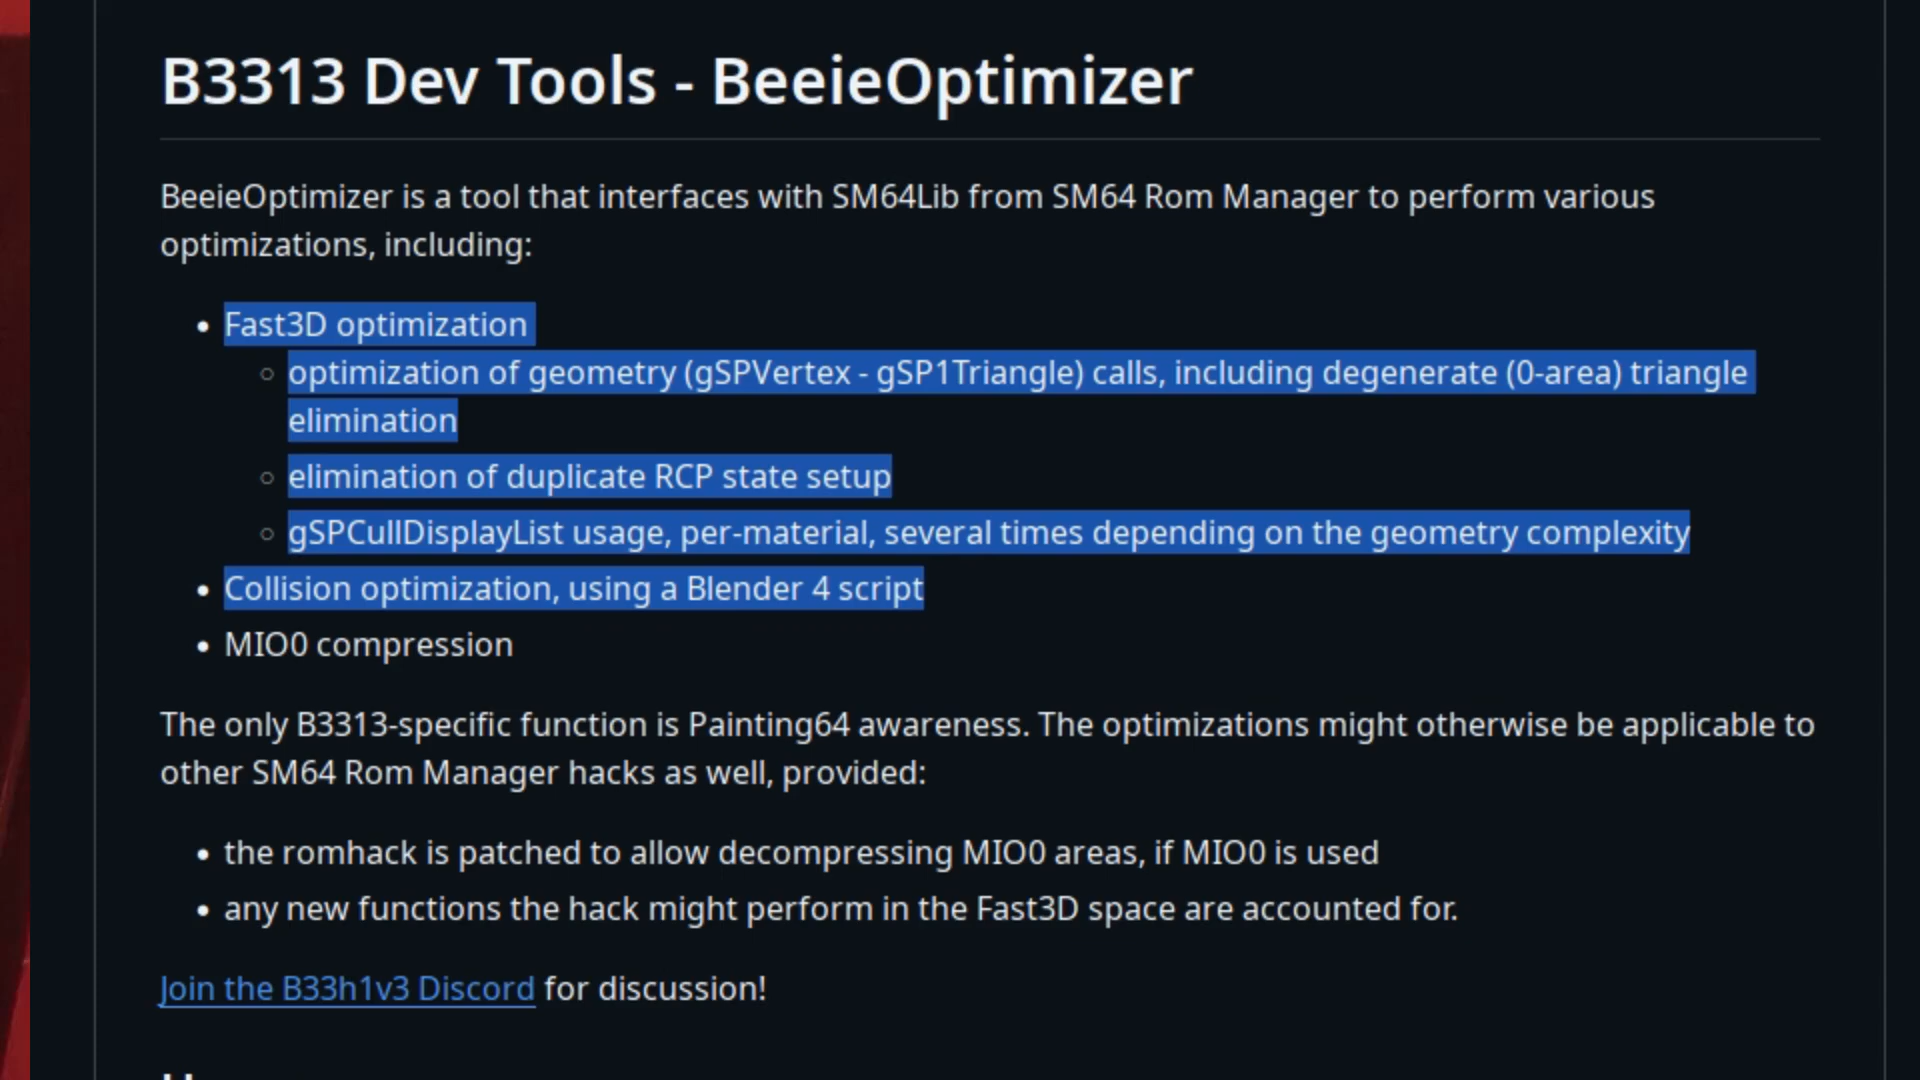 B3313 Dev Tools - BeeieOptimizer
BeeieOptimizer is a tool that interfaces with SM64Lib from SM64 Rom Manager to perform various
optimizations, including:
Fast3D optimization
optimization of geometry (gSPVertex - gSP1Triangle) calls, including degenerate (0-area) triangle
elimination
elimination of duplicate RCP state setup
gSPCullDisplayList usage, per-material, several times depending on the geometry complexity
Collision optimization, using a Blender 4 script
MIO0 compression
The only B3313-specific function is Painting64 awareness. The optimizations might otherwise be applicable to
other SM64 Rom Manager hacks as well, provided:
the romhack is patched to allow decompressing MIO0 areas, if MIO0 is used
any new functions the hack might perform in the Fast3D space are accounted for.
Join the B33h1v3 Discord for discussion!